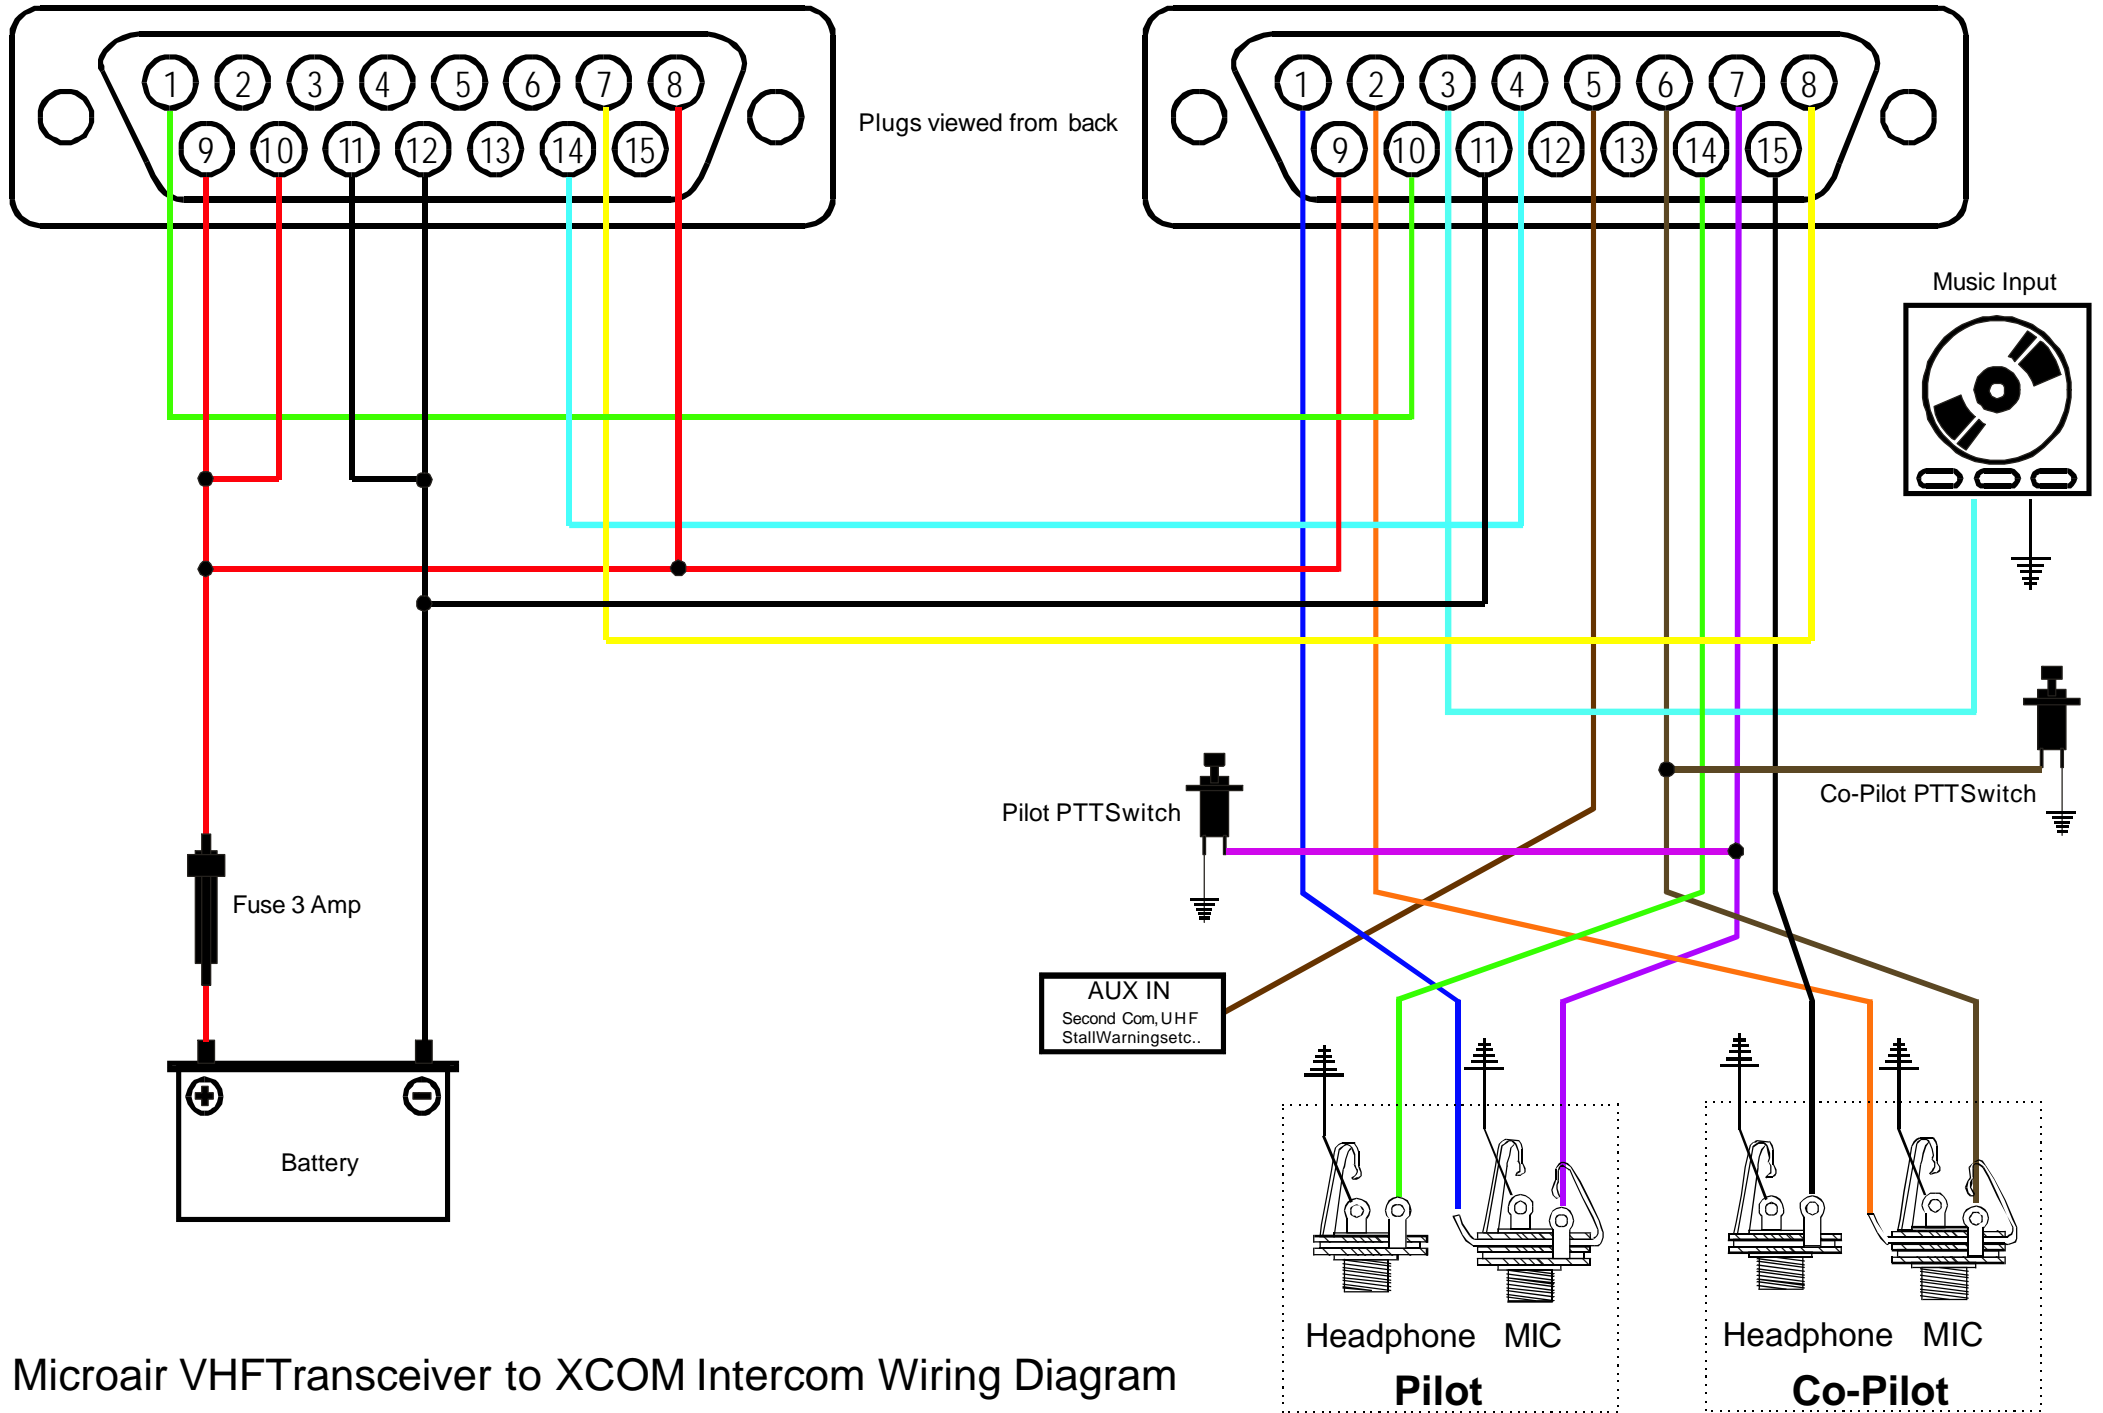 1 2 3 4 5 6 7 8
9 10 11 12 13 14 15
Plugs viewed from back
1 2 3 4 5 6 7 8
9 10 11 12 13 14 15
Music Input
Pilot PTTSwitch
Co-Pilot PTTSwitch
Fuse 3 Amp
AUX IN
Second Com, UHF
StallWarningsetc..
Battery
Headphone MIC
Pilot
Headphone MIC
Co-Pilot
Microair VHFTransceiver to XCOM Intercom Wiring Diagram